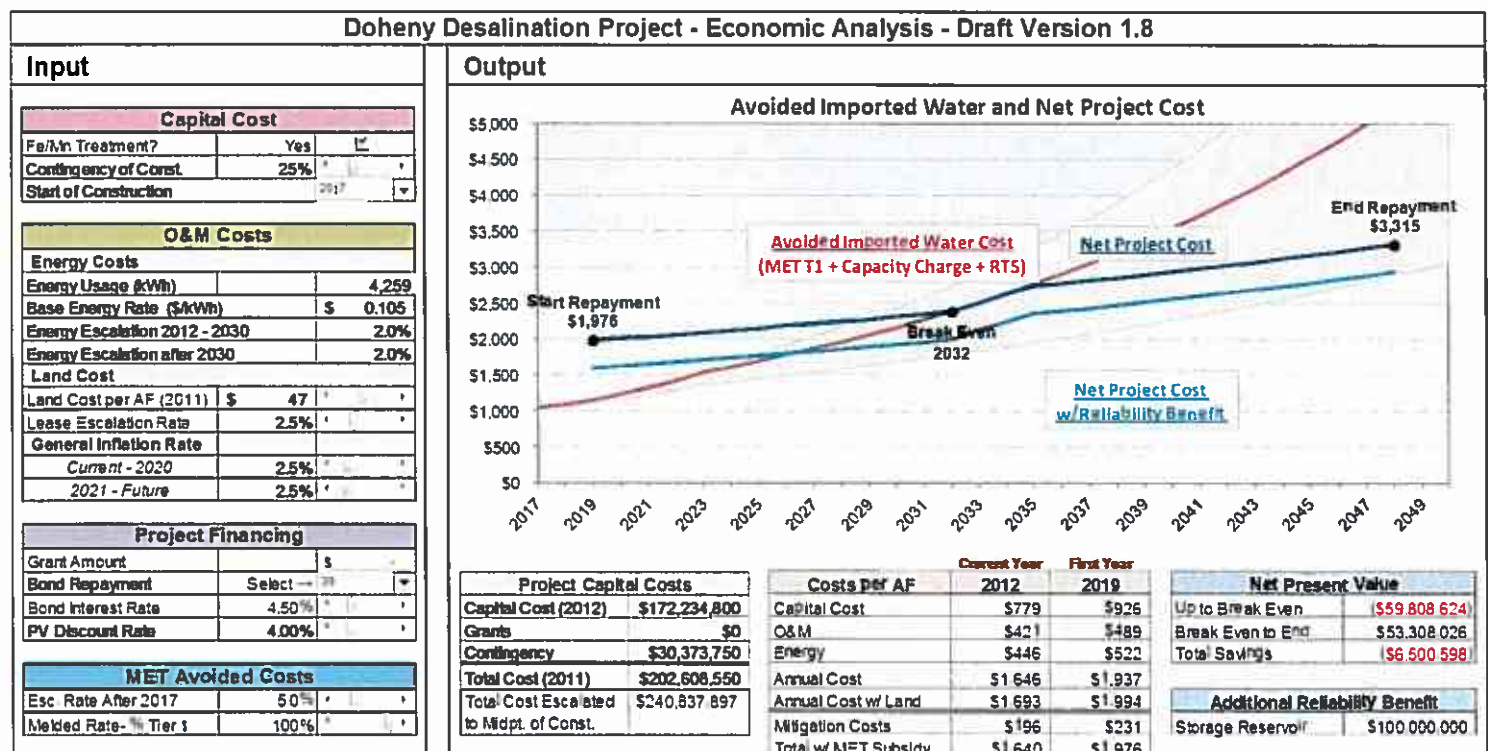 Doheny Desalination Project - Economic Analysis - Draft Version 1.8
Input
Capital Cost
Fe/Mn Treatment? Yes
Contingency of Const. 25%
Start of Construction 2017
O&M Costs
Energy Costs
Energy Usage (kWh) 4,259
Base Energy Rate ($/kWh) $ 0.105
Energy Escalation 2012 - 2030 2.0%
Energy Escalation after 2030 2.0%
Land Cost
Land Cost per AF (2011) $ 47
Lease Escalation Rate 2.5%
General Inflation Rate
Current - 2020 2.5%
2021 - Future 2.5%
Project Financing
Grant Amount $ -
Bond Repayment Select →
Bond Interest Rate 4.50%
PV Discount Rate 4.00%
MET Avoided Costs
Esc. Rate After 2017 5.0%
Melded Rate- % Tier 1 100%
Output
Avoided Imported Water and Net Project Cost
$5,000
$4,500
$4,000
$3,500
$3,000
$2,500
$2,000
$1,500
$1,000
$500
$0
Avoided Imported Water Cost
(MET T1 + Capacity Charge + RTS)
Net Project Cost
End Repayment
$3,315
Start Repayment
$1,976
Break Even
2032
Net Project Cost
w/Reliability Benefit
2017 2019 2021 2023 2025 2027 2029 2031 2033 2035 2037 2039 2041 2043 2045 2047 2049
Project Capital Costs
Capital Cost (2012) $172,234,800
Grants $0
Contingency $30,373,750
Total Cost (2011) $202,608,550
Total Cost Escalated $240,837,897
to Midpt. of Const.
Current Year First Year
Costs per AF 2012 2019
Capital Cost $779 $926
O&M $421 $489
Energy $446 $522
Annual Cost $1,646 $1,937
Annual Cost w/ Land $1,693 $1,994
Mitigation Costs $196 $231
Total w/ MET Subsidy $1,640 $1,976
Net Present Value
Up to Break Even ($59,808,624)
Break Even to End $53,308,026
Total Savings ($6,500,598)
Additional Reliability Benefit
Storage Reservoir $100,000,000